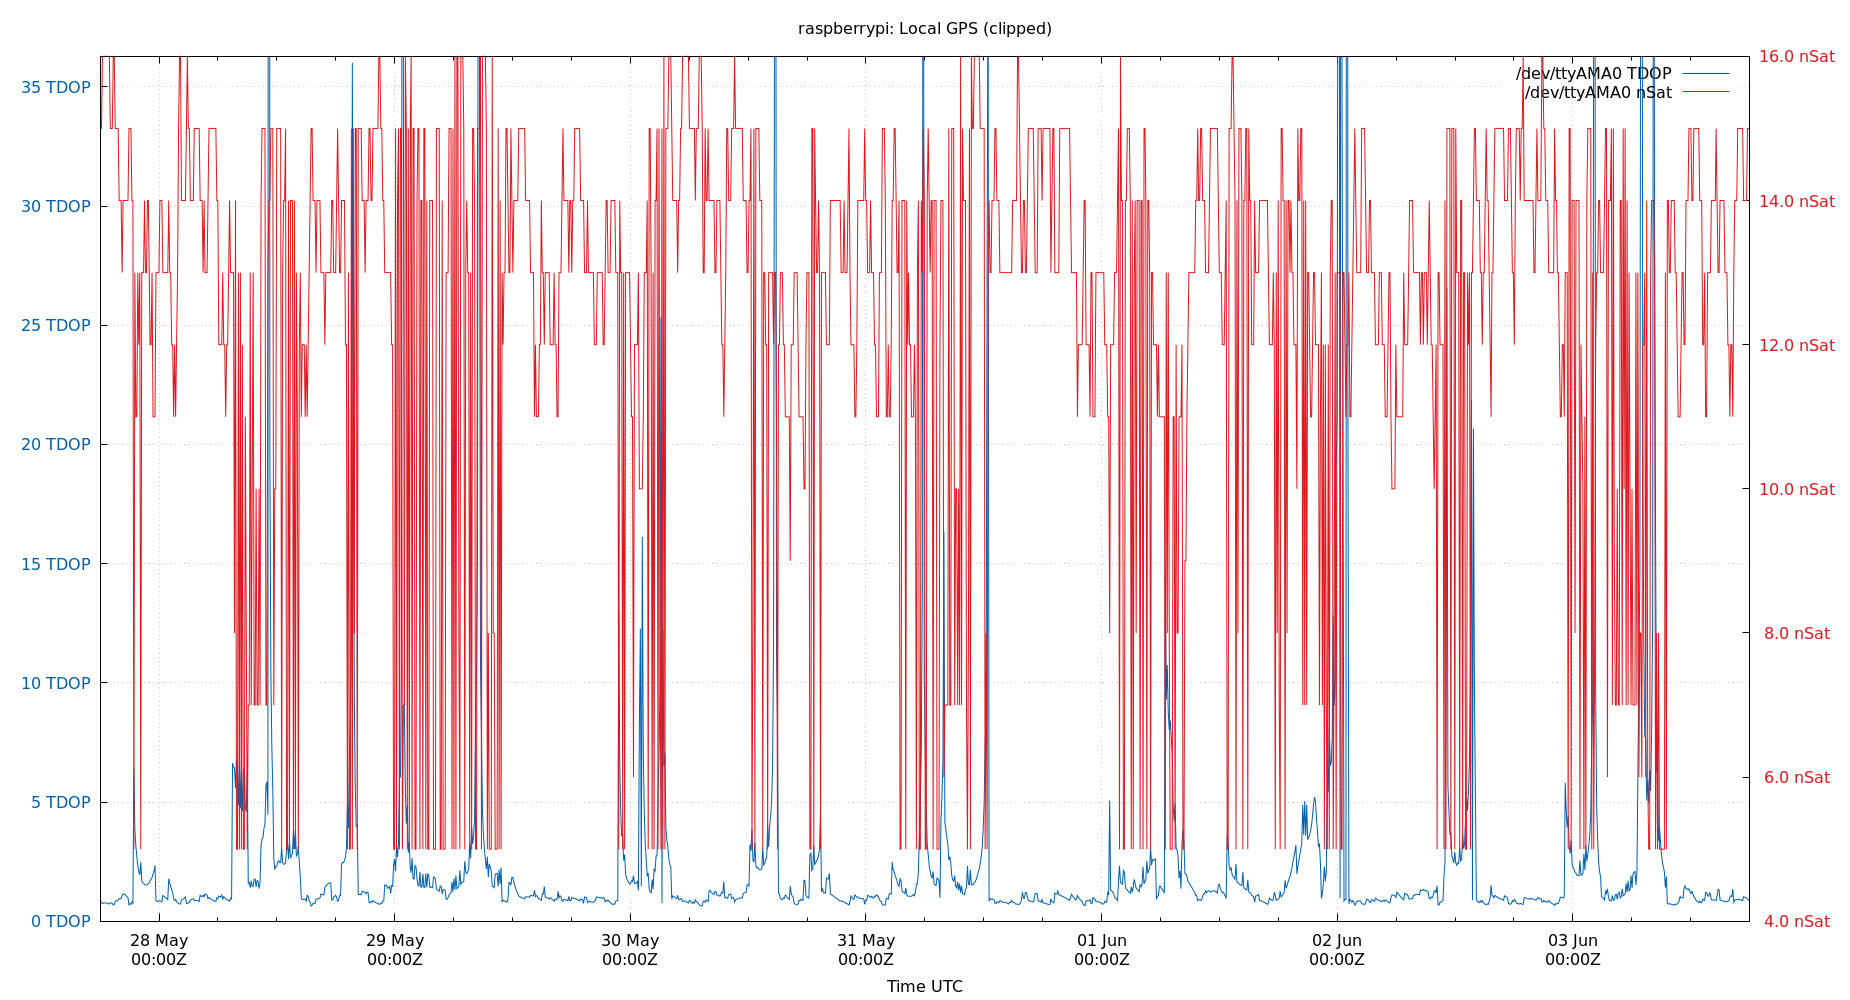 raspberrypi: Local GPS (clipped)
35 TDOP
30 TDOP
25 TDOP
20 TDOP
15 TDOP
10 TDOP
5 TDOP
0 TDOP
16.0 nSat
14.0 nSat
12.0 nSat
10.0 nSat
8.0 nSat
6.0 nSat
4.0 nSat
/dev/ttyAMA0 TDOP
/dev/ttyAMA0 nSat
28 May
00:00Z
29 May
00:00Z
30 May
00:00Z
31 May
00:00Z
01 Jun
00:00Z
02 Jun
00:00Z
03 Jun
00:00Z
Time UTC